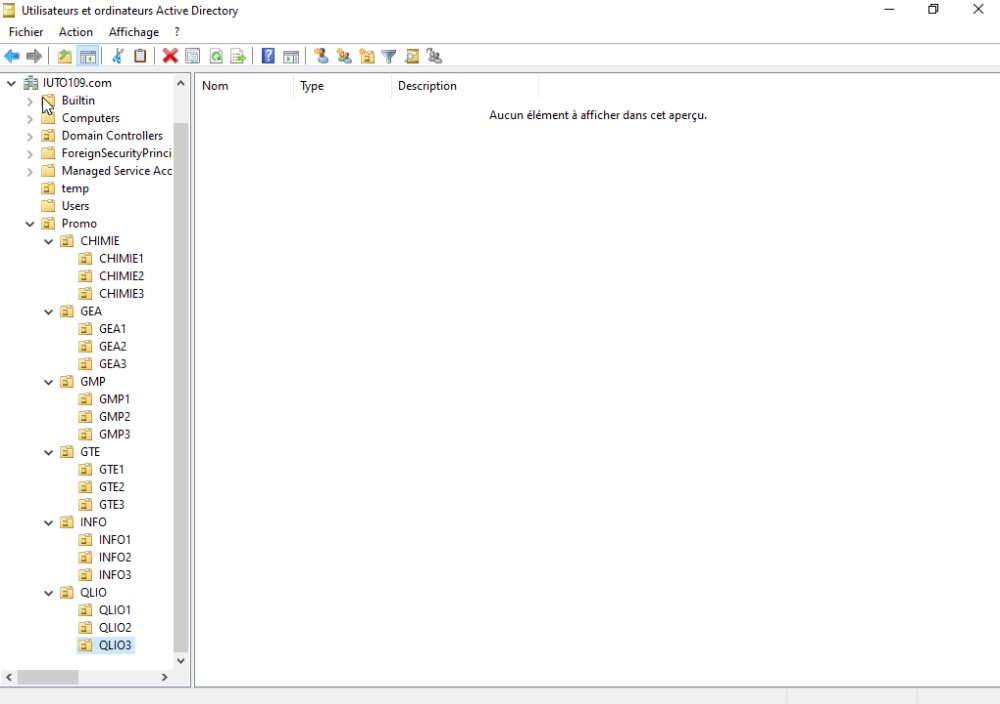 Utilisateurs et ordinateurs Active Directory
Fichier Action Affichage ?
IUTO109.com
Builtin
Computers
Domain Controllers
ForeignSecurityPrinci
Managed Service Acc
temp
Users
Promo
CHIMIE
CHIMIE1
CHIMIE2
CHIMIE3
GEA
GEA1
GEA2
GEA3
GMP
GMP1
GMP2
GMP3
GTE
GTE1
GTE2
GTE3
INFO
INFO1
INFO2
INFO3
QLIO
QLIO1
QLIO2
QLIO3
Nom Type Description
Aucun élément à afficher dans cet aperçu.